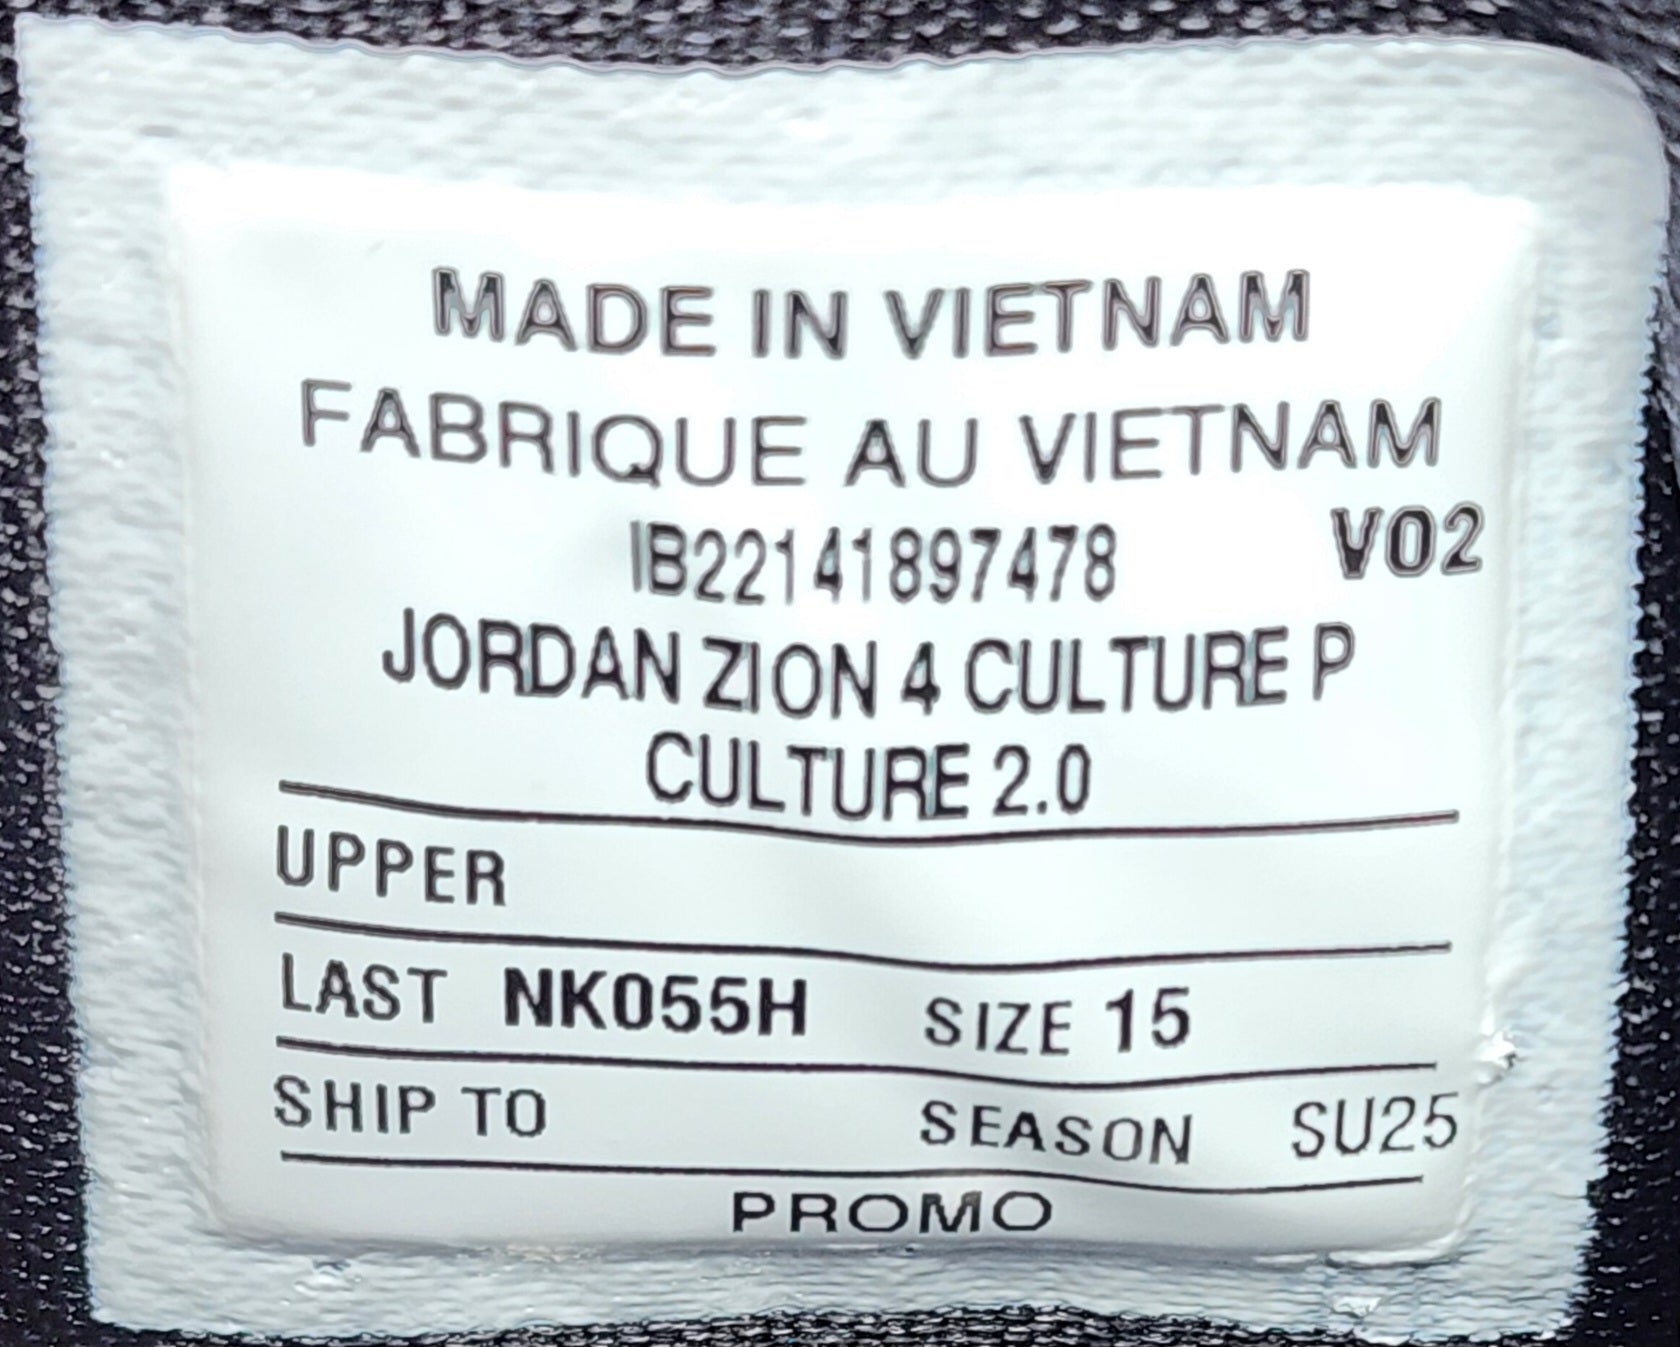 MADE IN VIETNAM
FABRIQUE AU VIETNAM
IB22141897478 V02
JORDAN ZION 4 CULTURE P
CULTURE 2.0
UPPER
LAST NK055H SIZE 15
SHIP TO SEASON SU25
PROMO